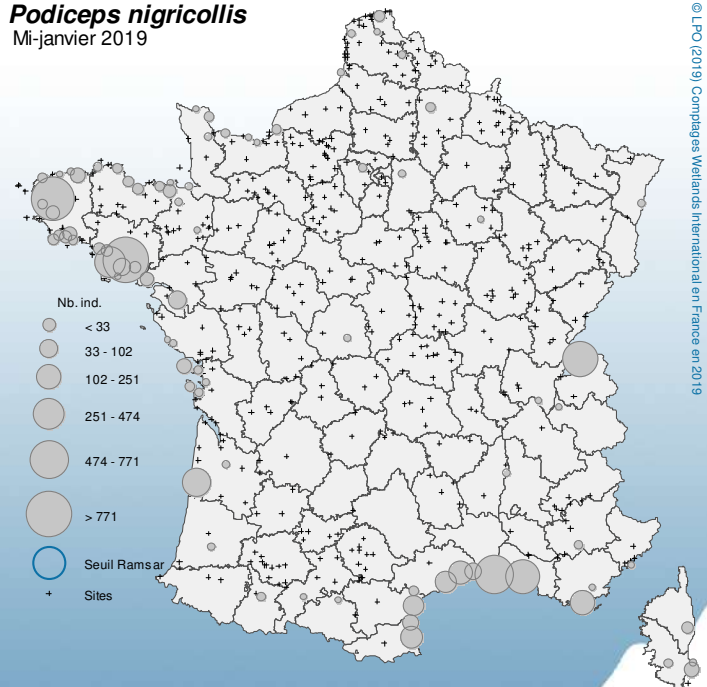 Podiceps nigricollis
Mi-janvier 2019
© LPO (2019) Comptages Wetlands International en France en 2019
Nb. ind.
< 33
33 - 102
102 - 251
251 - 474
474 - 771
> 771
Seuil Ramsar
Sites